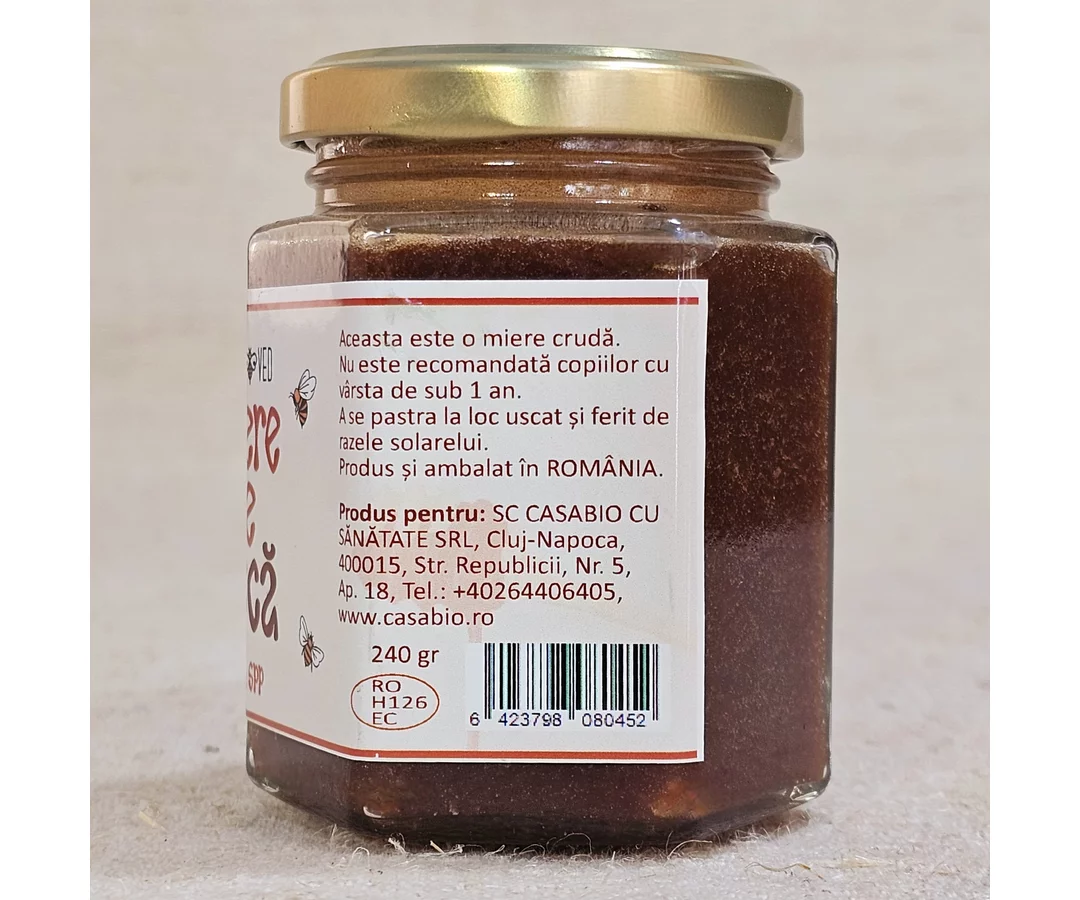 Aceasta este o miere crudă.
Nu este recomandată copiilor cu
vârsta de sub 1 an.
A se pastra la loc uscat și ferit de
razele solarelui.
Produs și ambalat în ROMÂNIA.
Produs pentru: SC CASABIO CU
SĂNĂTATE SRL, Cluj-Napoca,
400015, Str. Republicii, Nr. 5,
Ap. 18, Tel.: +40264406405,
www.casabio.ro
240 gr
RO
H126
EC
6 423798 080452
spp